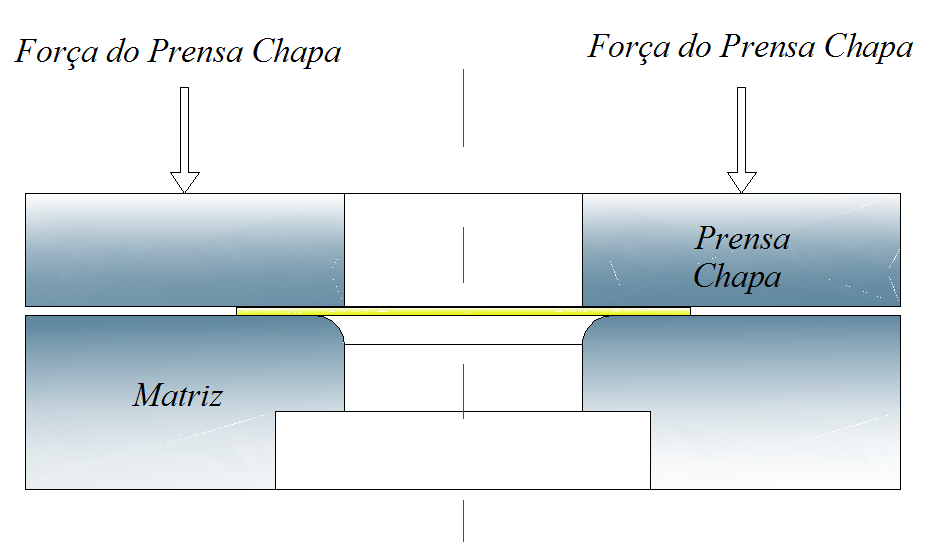 Força do Prensa Chapa
Força do Prensa Chapa
Prensa
Chapa
Matriz